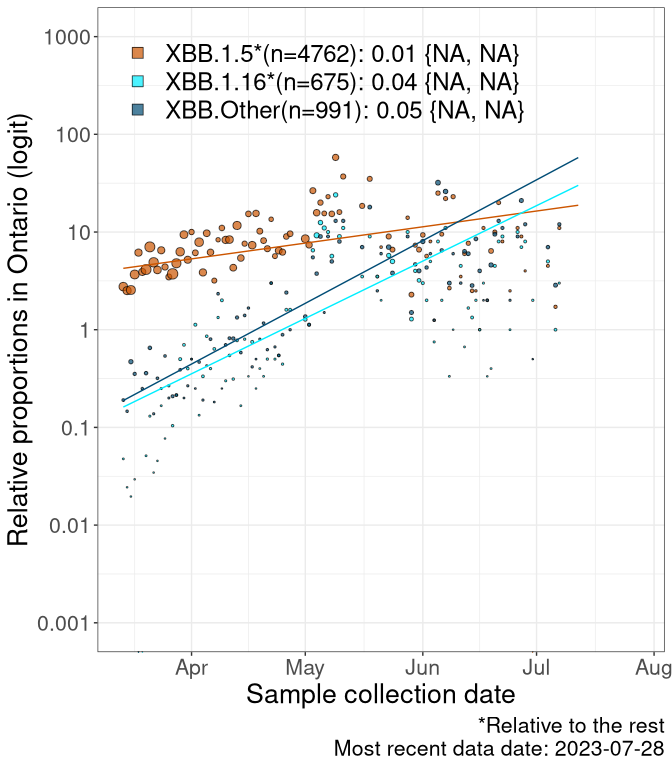 XBB.1.5*(n=4762): 0.01 {NA, NA}
XBB.1.16*(n=675): 0.04 {NA, NA}
XBB.Other(n=991): 0.05 {NA, NA}
Relative proportions in Ontario (logit)
1000
100
10
1
0.1
0.01
0.001
Apr May Jun Jul Aug
Sample collection date
*Relative to the rest
Most recent data date: 2023-07-28